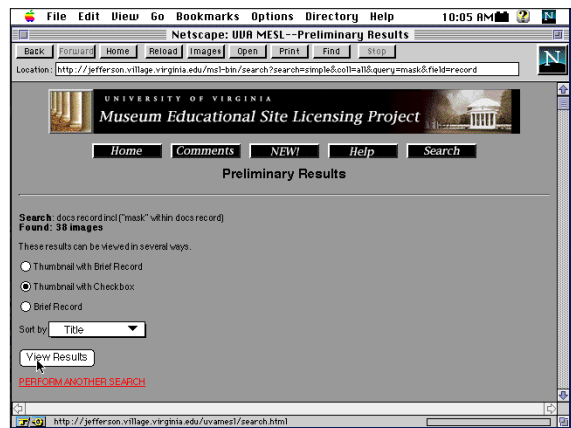 File Edit View Go Bookmarks Options Directory Help 10:05 AM
Netscape: UVA MESL--Preliminary Results
Back Forward Home Reload Images Open Print Find Stop
N
Location: http://jefferson.village.virginia.edu/msl-bin/search?search=simple&coll=all&query=mask&field=record
UNIVERSITY OF VIRGINIA
Museum Educational Site Licensing Project
Home Comments NEW! Help Search
Preliminary Results
Search: docs record incl ("mask" within docs record)
Found: 38 images
These results can be viewed in several ways.
Thumbnail with Brief Record
Thumbnail with Checkbox
Brief Record
Sort by Title
View Results
PERFORM ANOTHER SEARCH
http://jefferson.village.virginia.edu/uvamesl/search.html